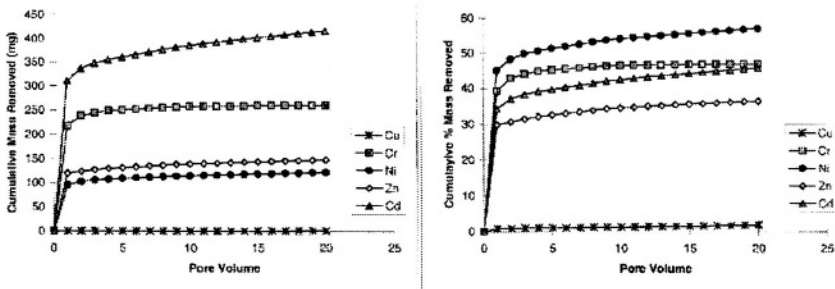 Cumulative Mass Removed (mg)
450
400
350
300
250
200
150
100
50
0
0 5 10 15 20 25
Pore Volume
Cu
Cr
Ni
Zn
Cd
Cumulayive % Mass Removed
60
50
40
30
20
10
0
0 5 10 15 20 25
Pore Volume
Cu
Cr
Ni
Zn
Cd